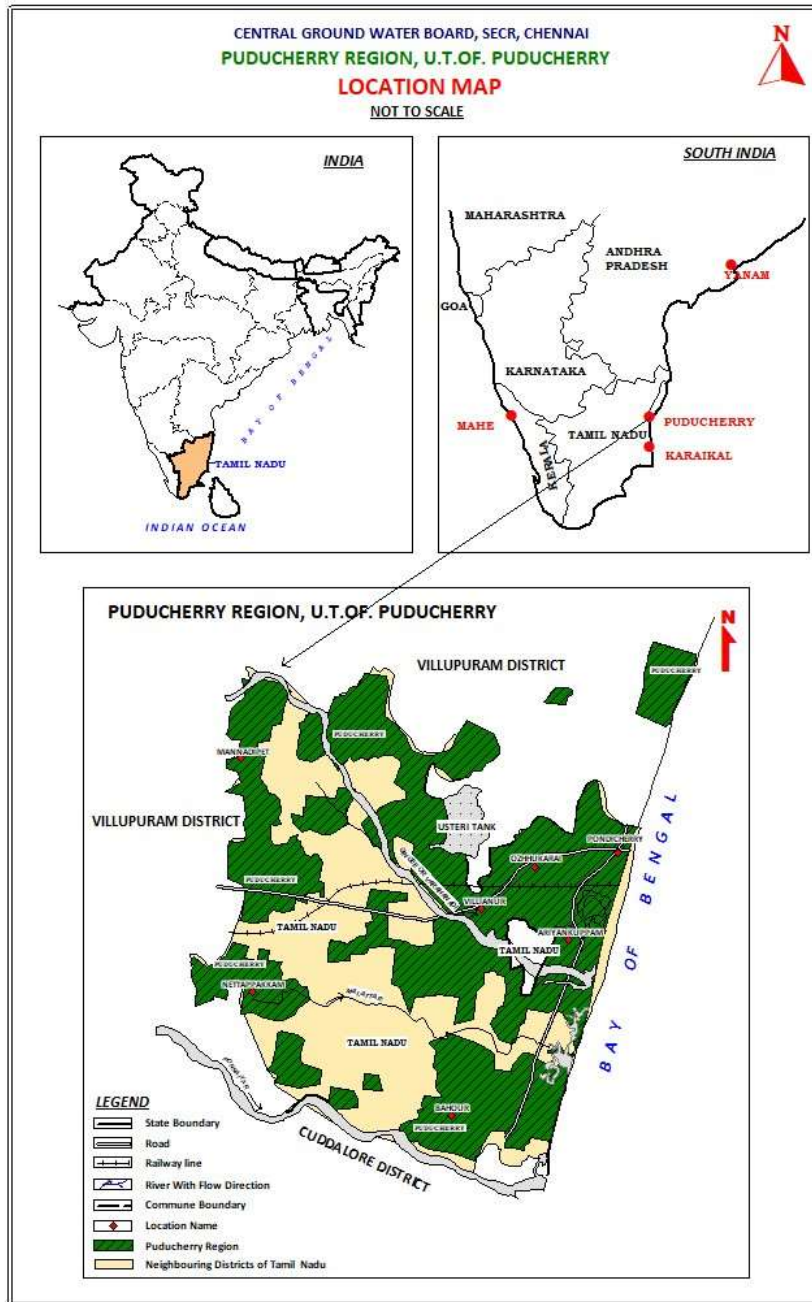 CENTRAL GROUND WATER BOARD, SECR, CHENNAI
PUDUCHERRY REGION, U.T.OF. PUDUCHERRY
LOCATION MAP
NOT TO SCALE
N
INDIA
BAY OF BENGAL
TAMIL NADU
INDIAN OCEAN
SOUTH INDIA
MAHARASHTRA
ANDHRA
PRADESH
YANAM
GOA
KARNATAKA
MAHE
TAMIL NADU
PUDUCHERRY
KERALA
KARAIKAL
PUDUCHERRY REGION, U.T.OF. PUDUCHERRY
N
VILLUPURAM DISTRICT
PUDUCHERRY
PUDUCHERRY
MANNADIPET
VILLUPURAM DISTRICT
USTERI TANK
PONDICHERRY
OZHHUKARAI
PUDUCHERRY
VILLIANUR
BAY OF BENGAL
TAMIL NADU
TAMIL NADU
ARIYANKUPPAM
PUDUCHERRY
NETTAPPAKKAM
MALATTAR
TAMIL NADU
BAHOUR
PUDUCHERRY
CUDDALORE DISTRICT
LEGEND
State Boundary
Road
Railway line
River With Flow Direction
Commune Boundary
Location Name
Puducherry Region
Neighbouring Districts of Tamil Nadu